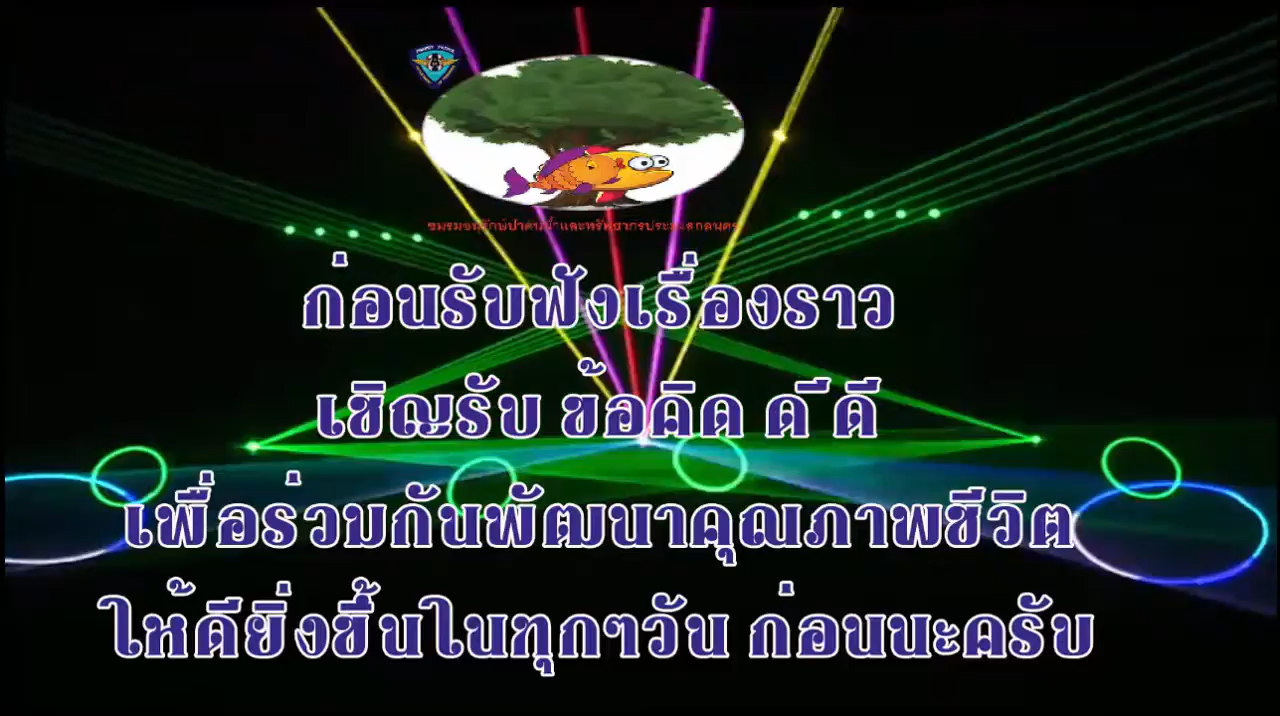 ก่อนรับฟังเรื่องราว
เชิญรับ ข้อคิด ดี ดี
เพื่อร่วมกันพัฒนาคุณภาพชีวิต
ให้ดียิ่งขึ้นในทุกๆวัน ก่อนนะครับ